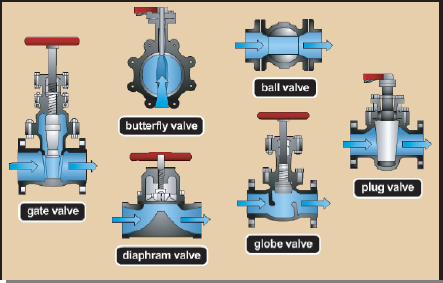 butterfly valve
ball valve
gate valve
diaphram valve
globe valve
plug valve